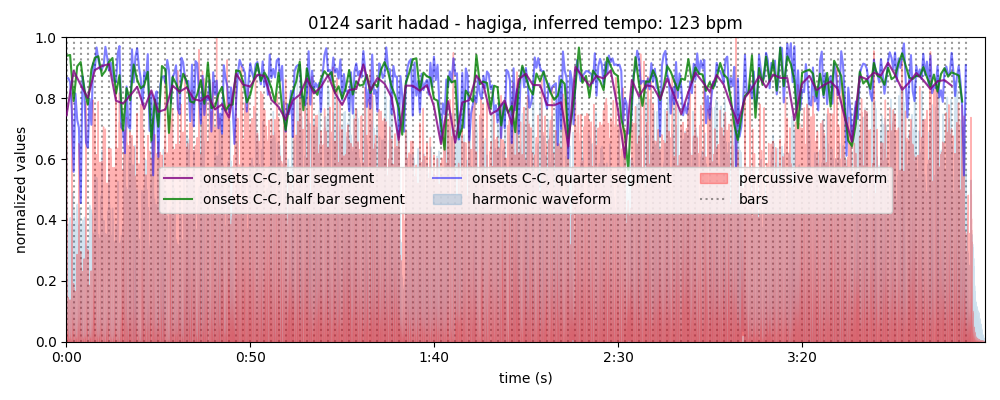 0124 sarit hadad - hagiga, inferred tempo: 123 bpm
1.0
0.8
0.6
0.4
0.2
0.0
normalized values
onsets C-C, bar segment
onsets C-C, half bar segment
onsets C-C, quarter segment
harmonic waveform
percussive waveform
bars
0:00 0:50 1:40 2:30 3:20
time (s)